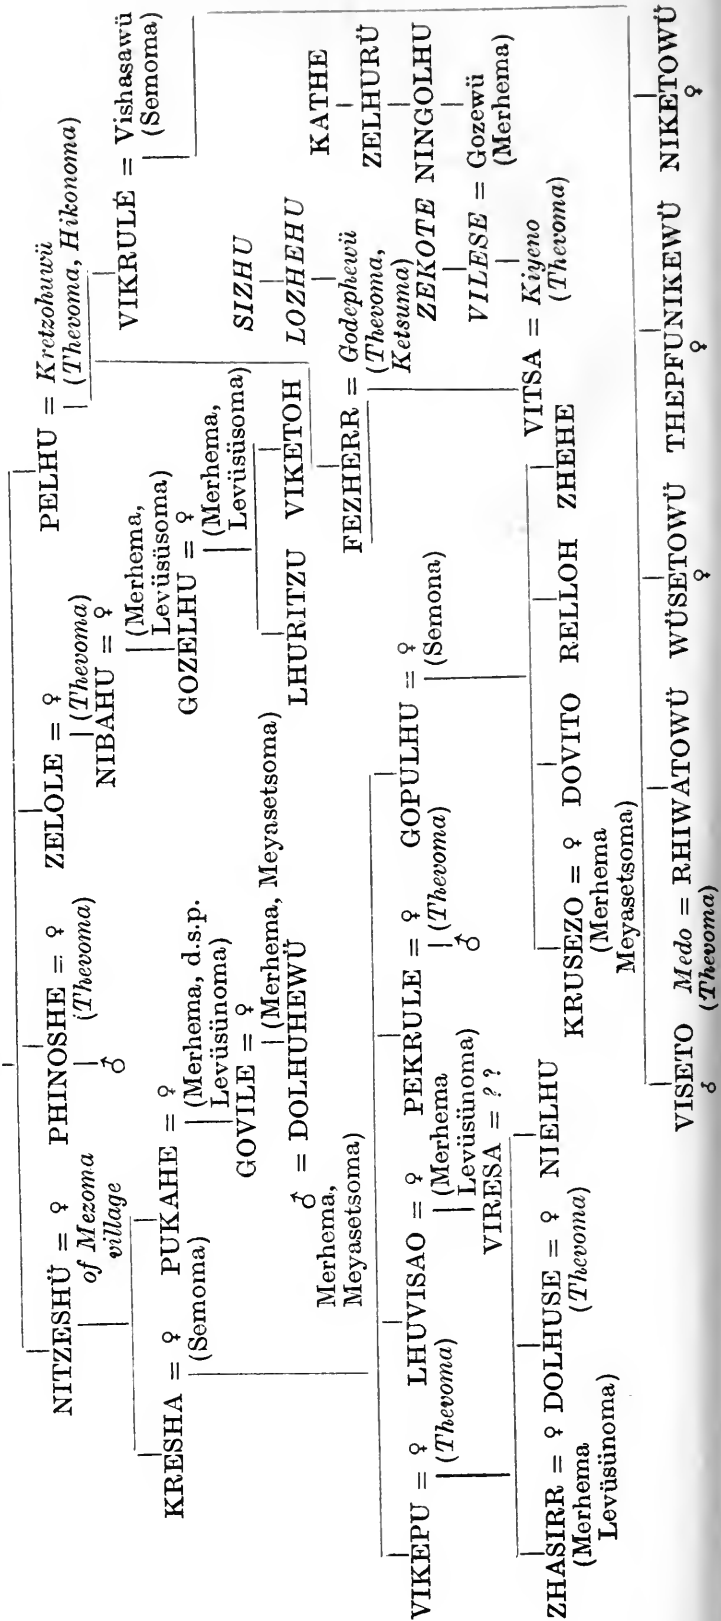 NITZESHÜ = ♀ PHINOSHE = ♀ ZELOLE = ♀ PELHU = Kretzohuwü
of Mezoma (Thevoma) (Thevoma) (Thevoma, Hikonoma)
village ♂ NIBAHU = ♀ VIKRULÉ = Vishasawü
(Merhema, (Semoma)
Levüsüsoma)
KRESHA = ♀ PUKAHE = ♀ GOZELHU = ♀ SIZHU
(Semoma) (Merhema, d.s.p. (Merhema, LOZHEHU KATHE
Levüsünoma) Levüsüsoma) ZELHURÜ
GOVILE = ♀ LHURITZU VIKETOH NINGOLHU
(Merhema, Meyasetsoma)
♂ = DOLHUHEWÜ FEZHERR = Godephewü
Merhema, (Thevoma,
Meyasetsoma Ketsuma)
ZEKOTE
VILESE = Gozewü
(Merhema)
VIKEPU = ♀ LHUVISAO = ♀ PEKRULE = ♀ GOPULHU = ♀ VITSA = Kiyeno
(Thevoma) (Merhema (Thevoma) (Semona) (Thevoma)
Levüsünoma) ♂
VIRESA = ? ?
ZHASIRR = ♀ DOLHUSE = ♀ NIELHU KRUSEZO = ♀ DOVITO RELLOH ZHEHE
(Merhema (Thevoma) (Merhema
Levüsünoma) Meyasetsoma)
VISETO Medo = RHIWATOWÜ WÜSETOWÜ THEPFUNIKEWÜ NIKETOWÜ
♂ (Thevoma) ♀ ♀ ♀